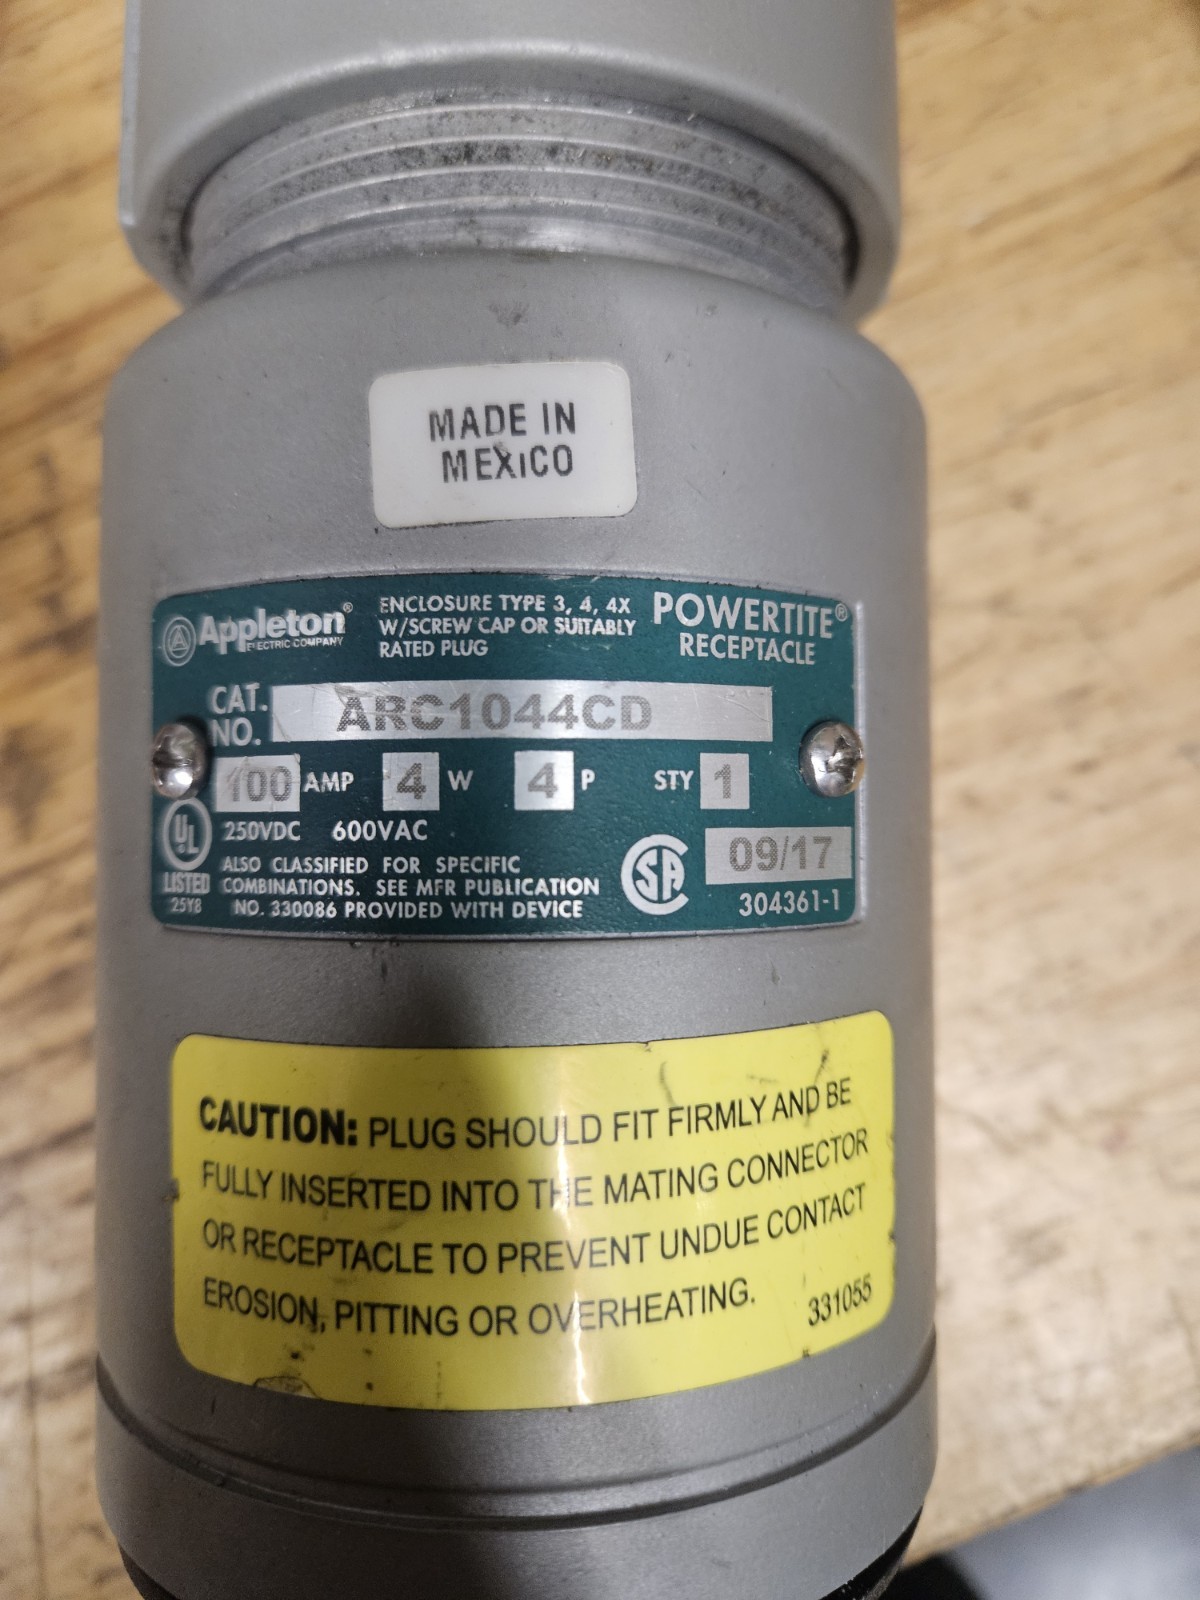 MADE IN
MEXICO
Appleton®
ELECTRIC COMPANY
ENCLOSURE TYPE 3, 4, 4X
W/SCREW CAP OR SUITABLY
RATED PLUG
POWERTITE®
RECEPTACLE
CAT.
NO.
ARC1044CD
100 AMP 4 W 4 P STY 1
UL
LISTED
25Y8
250VDC 600VAC
ALSO CLASSIFIED FOR SPECIFIC
COMBINATIONS. SEE MFR PUBLICATION
NO. 330086 PROVIDED WITH DEVICE
SA
09/17
304361-1
CAUTION: PLUG SHOULD FIT FIRMLY AND BE
FULLY INSERTED INTO THE MATING CONNECTOR
OR RECEPTACLE TO PREVENT UNDUE CONTACT
EROSION, PITTING OR OVERHEATING.
331055